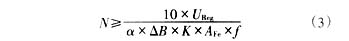 N ≥ 10 × U_Reg / α × ΔB × K × A_Fe × f (3)